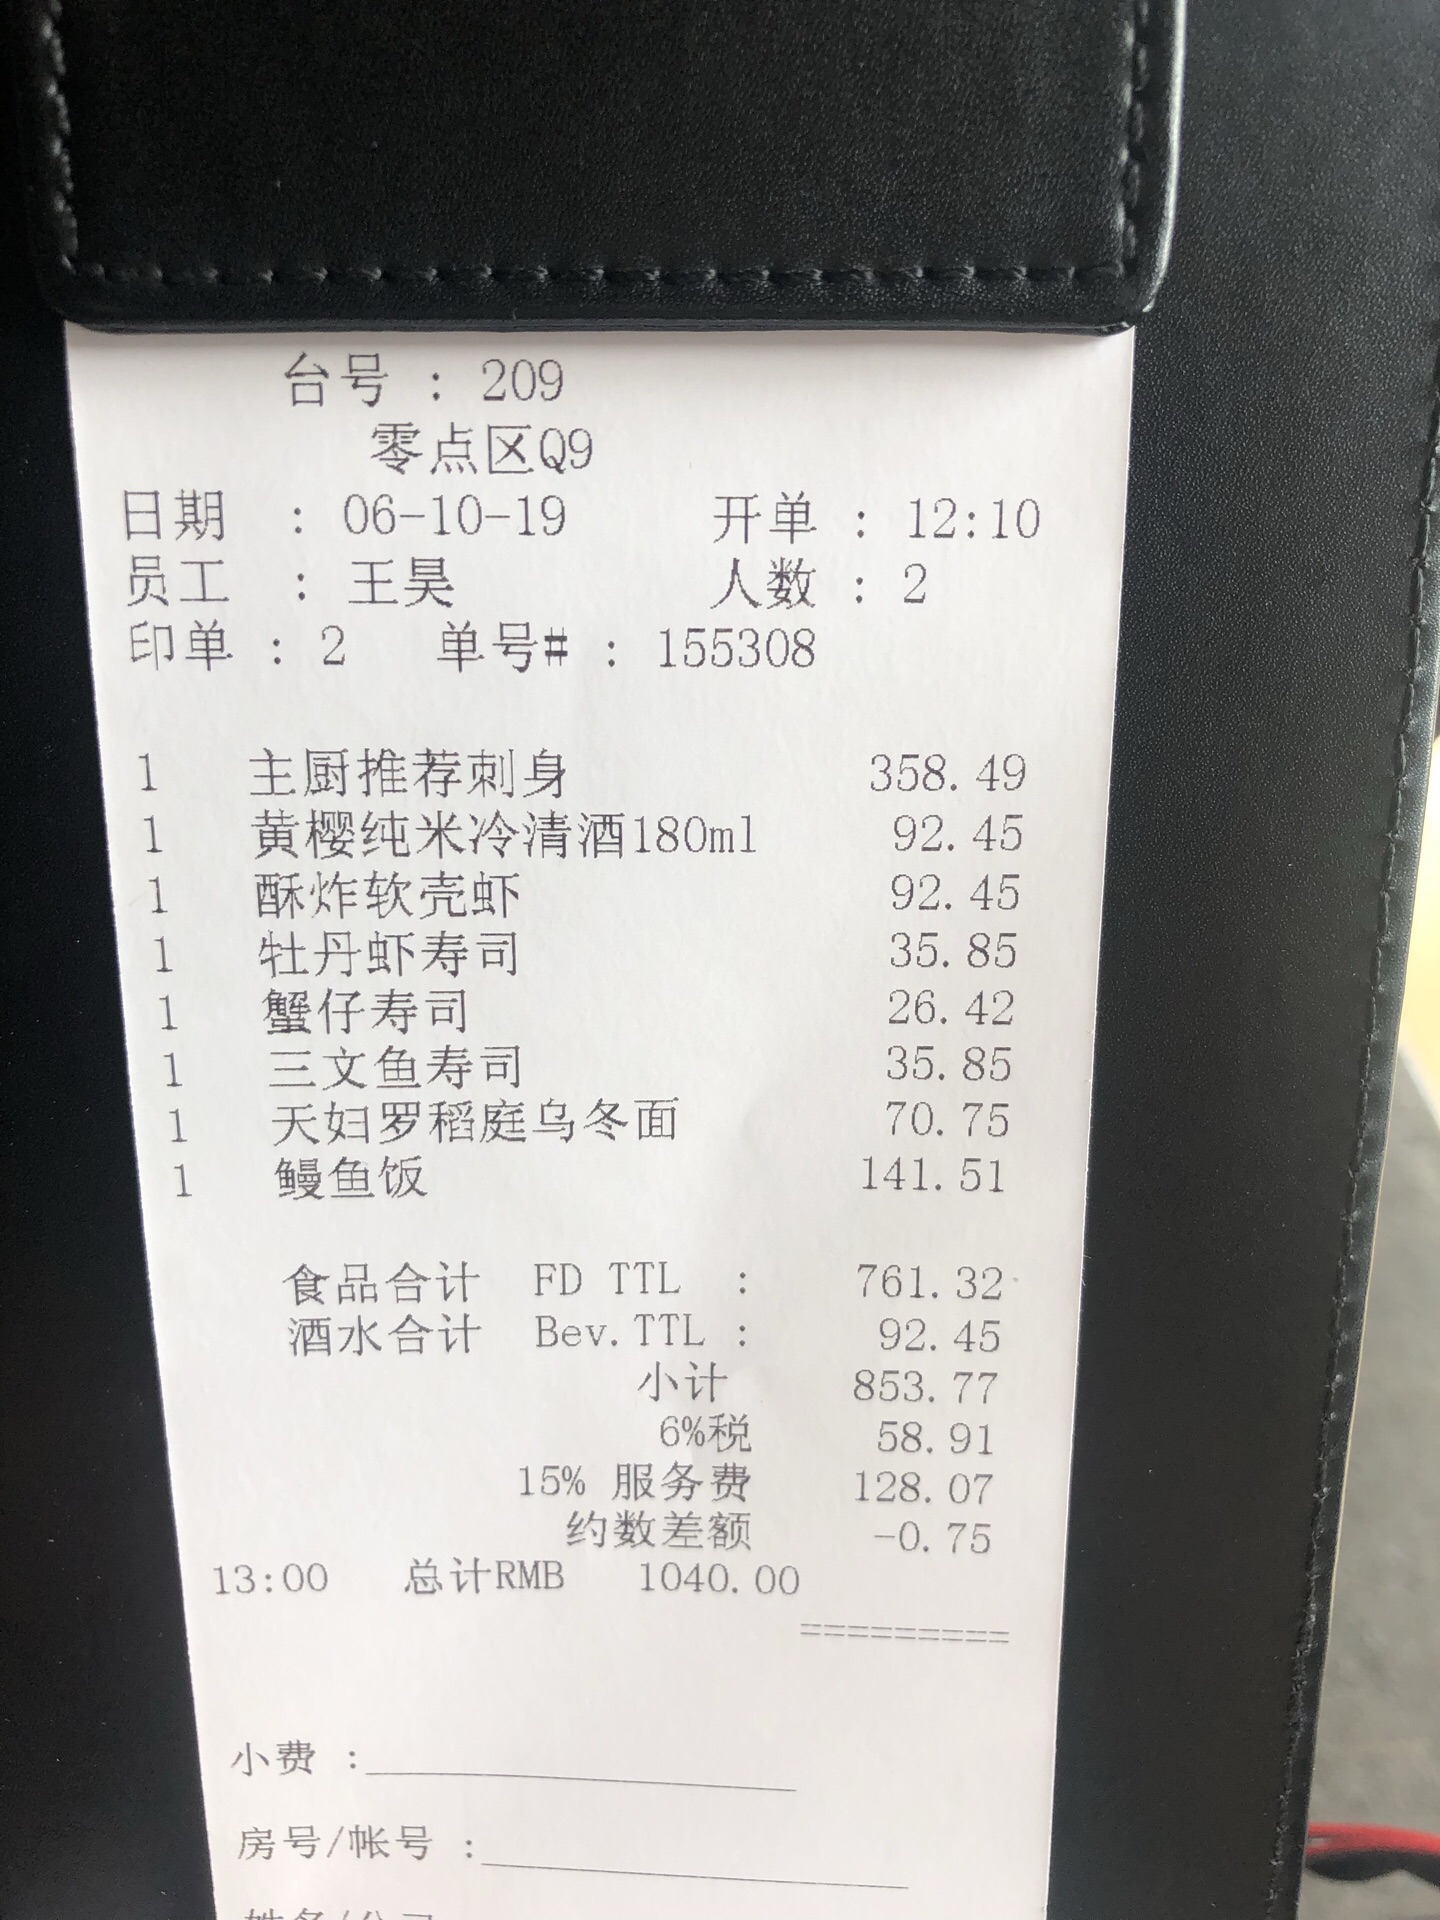 台号 : 209
零点区Q9
日期 : 06-10-19 开单 : 12:10
员工 : 王昊 人数 : 2
印单 : 2 单号# : 155308
1 主厨推荐刺身 358.49
1 黄樱纯米冷清酒180ml 92.45
1 酥炸软壳虾 92.45
1 牡丹虾寿司 35.85
1 蟹仔寿司 26.42
1 三文鱼寿司 35.85
1 天妇罗稻庭乌冬面 70.75
1 鳗鱼饭 141.51
食品合计 FD TTL : 761.32
酒水合计 Bev.TTL : 92.45
小计 853.77
6%税 58.91
15% 服务费 128.07
约数差额 -0.75
13:00 总计RMB 1040.00
=========
小费 :
房号/帐号 :